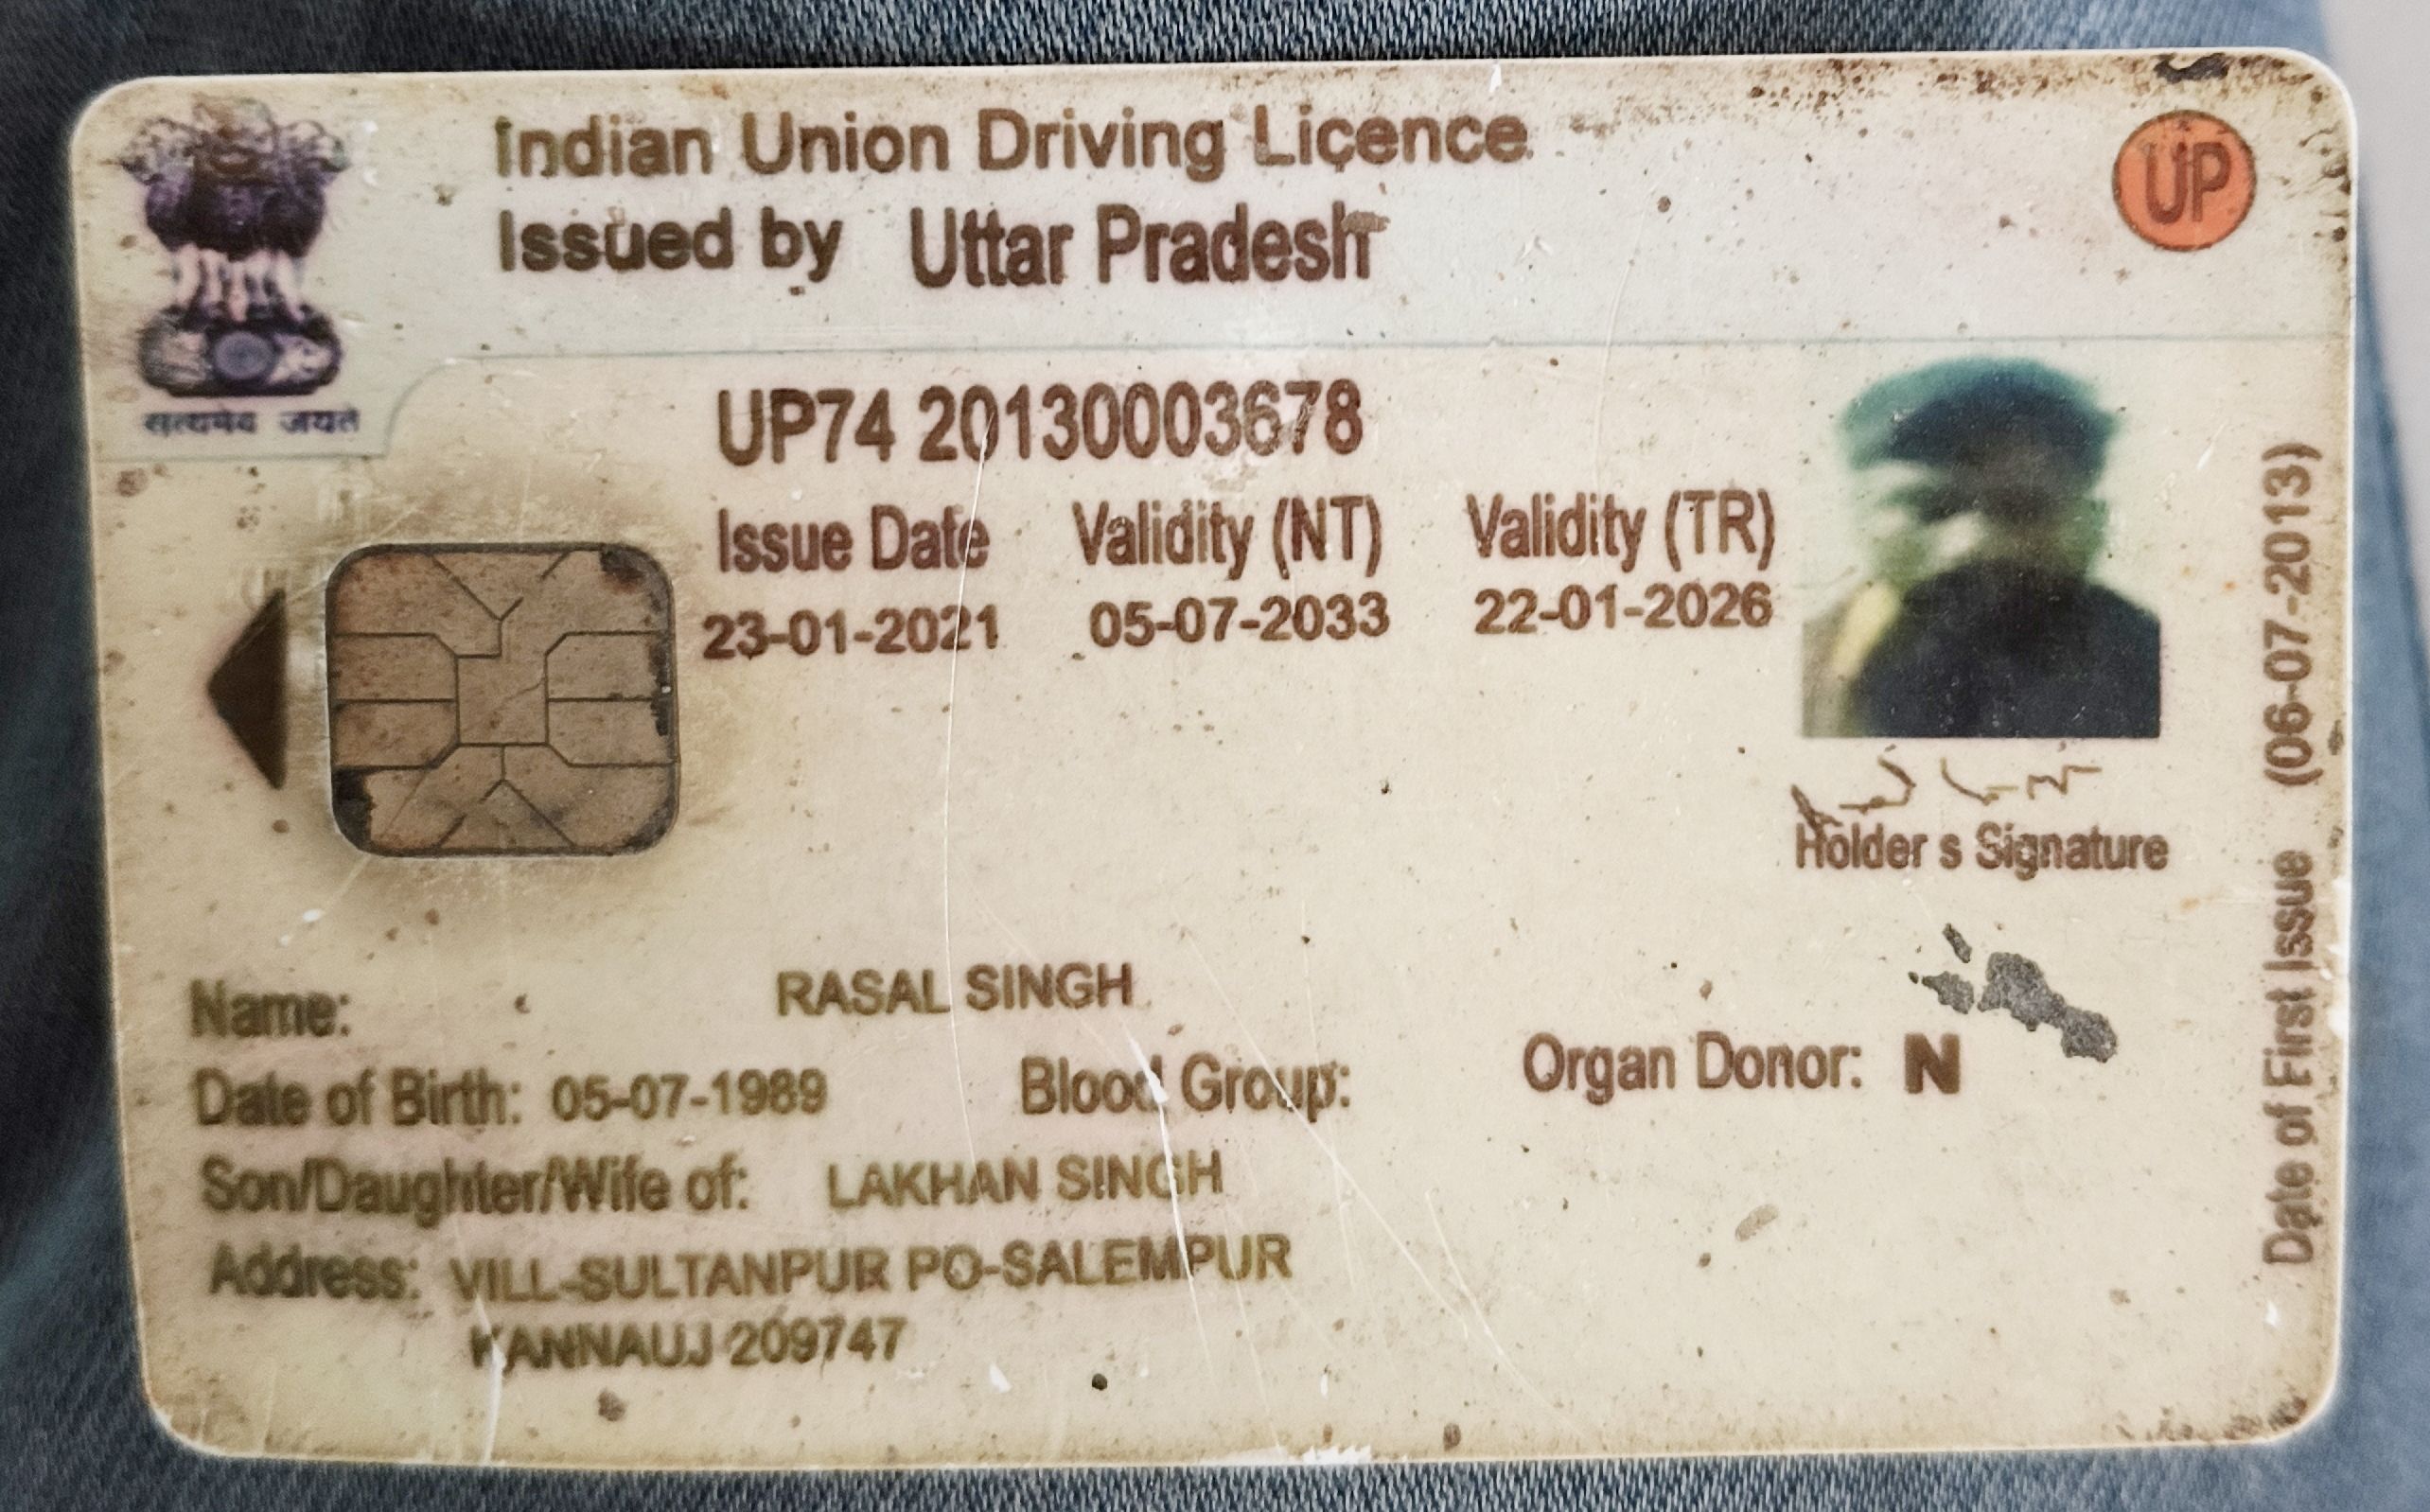 Indian Union Driving Licence
Issued by Uttar Pradesh
UP
सत्यमेव जयते
UP74 20130003678
Issue Date Validity (NT) Validity (TR)
23-01-2021 05-07-2033 22-01-2026
Holder s Signature
Date of First Issue (06-07-2013)
Name: RASAL SINGH
Date of Birth: 05-07-1989 Blood Group: Organ Donor: N
Son/Daughter/Wife of: LAKHAN SINGH
Address: VILL-SULTANPUR PO-SALEMPUR
KANNAUJ 209747